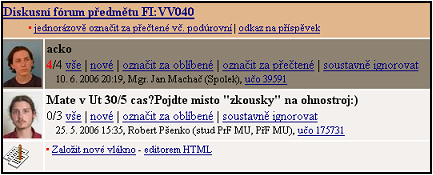 Diskusní fórum předmětu FI:VV040
• jednorázově označit za přečtené vč. podúrovní | odkaz na příspěvek
acko
4/4 vše | nové | označit za oblíbené | označit za přečtené | soustavně ignorovat
10. 6. 2006 20:19, Mgr. Jan Machač (Spolek), učo 39591
Mate v Ut 30/5 cas?Pojdte misto "zkousky" na ohnostroj:)
0/3 vše | nové | označit za oblíbené | soustavně ignorovat
25. 5. 2006 15:35, Robert Pšenko (stud PrF MU, PřF MU), učo 175731
• Založit nové vlákno - editorem HTML